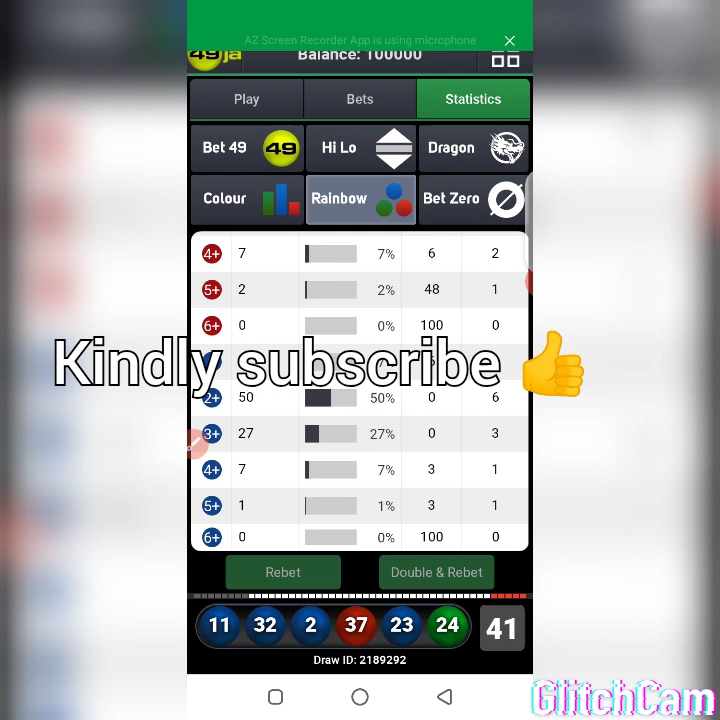 AZ Screen Recorder App is using microphone
49ja Balance: 100000
Play Bets Statistics
Bet 49 49 Hi Lo Dragon
Colour Rainbow Bet Zero
4+ 7 7% 6 2
5+ 2 2% 48 1
6+ 0 0% 100 0
Kindly subscribe
2+ 50 50% 0 6
3+ 27 27% 0 3
4+ 7 7% 3 1
5+ 1 1% 3 1
6+ 0 0% 100 0
Rebet Double & Rebet
11 32 2 37 23 24 41
Draw ID: 2189292
GlitchCam